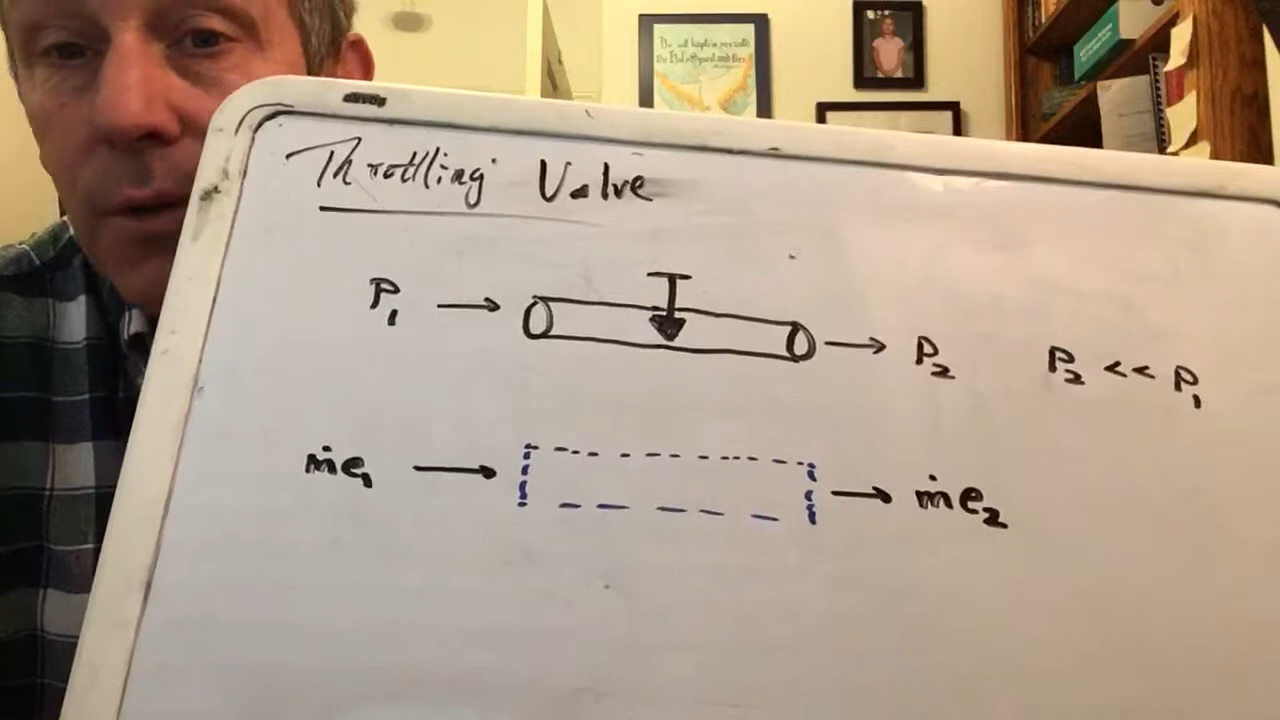 Throttling Valve
P₁ → → P₂ P₂ << P₁
ṁe₁ → → ṁe₂